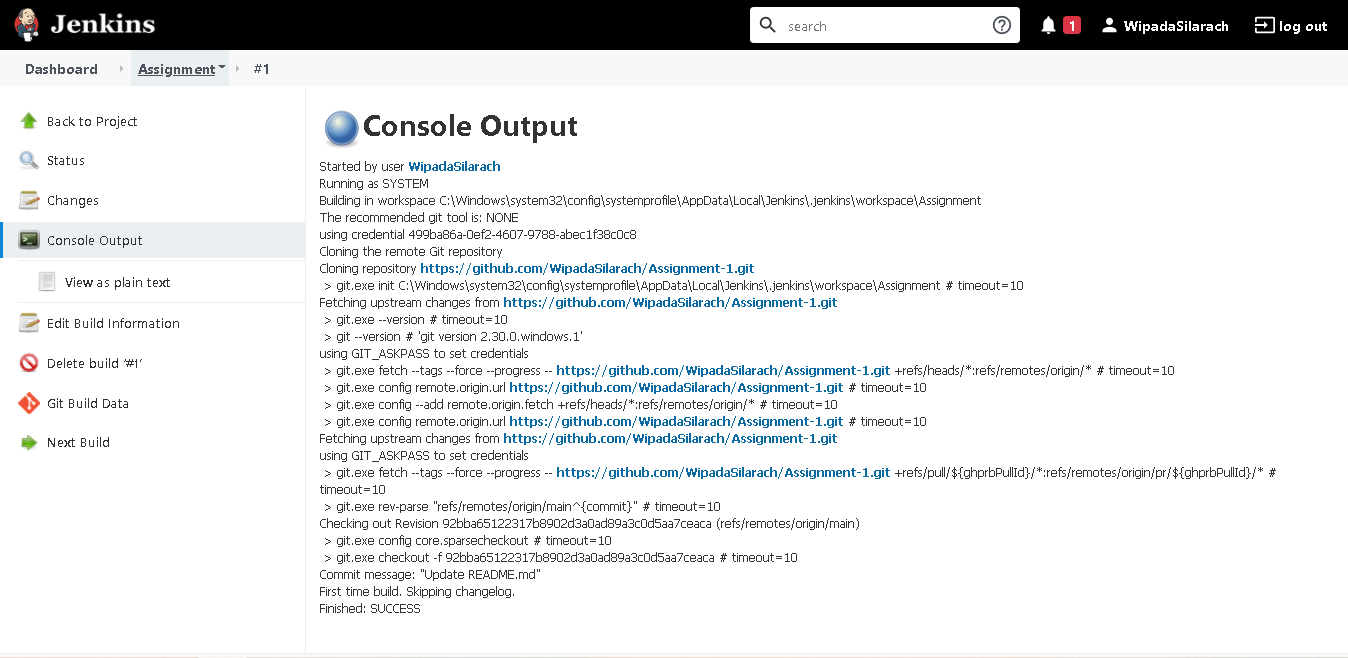 Jenkins
search
1
WipadaSilarach
log out
Dashboard
Assignment
#1
Back to Project
Status
Changes
Console Output
View as plain text
Edit Build Information
Delete build '#1'
Git Build Data
Next Build
Console Output
Started by user WipadaSilarach
Running as SYSTEM
Building in workspace C:\Windows\system32\config\systemprofile\AppData\Local\Jenkins\.jenkins\workspace\Assignment
The recommended git tool is: NONE
using credential 499ba86a-0ef2-4607-9788-abec1f38c0c8
Cloning the remote Git repository
Cloning repository https://github.com/WipadaSilarach/Assignment-1.git
> git.exe init C:\Windows\system32\config\systemprofile\AppData\Local\Jenkins\.jenkins\workspace\Assignment # timeout=10
Fetching upstream changes from https://github.com/WipadaSilarach/Assignment-1.git
> git.exe --version # timeout=10
> git --version # 'git version 2.30.0.windows.1'
using GIT_ASKPASS to set credentials
> git.exe fetch --tags --force --progress -- https://github.com/WipadaSilarach/Assignment-1.git +refs/heads/*:refs/remotes/origin/* # timeout=10
> git.exe config remote.origin.url https://github.com/WipadaSilarach/Assignment-1.git # timeout=10
> git.exe config --add remote.origin.fetch +refs/heads/*:refs/remotes/origin/* # timeout=10
> git.exe config remote.origin.url https://github.com/WipadaSilarach/Assignment-1.git # timeout=10
Fetching upstream changes from https://github.com/WipadaSilarach/Assignment-1.git
using GIT_ASKPASS to set credentials
> git.exe fetch --tags --force --progress -- https://github.com/WipadaSilarach/Assignment-1.git +refs/pull/${ghprbPullId}/*:refs/remotes/origin/pr/${ghprbPullId}/* #
timeout=10
> git.exe rev-parse "refs/remotes/origin/main^{commit}" # timeout=10
Checking out Revision 92bba65122317b8902d3a0ad89a3c0d5aa7ceaca (refs/remotes/origin/main)
> git.exe config core.sparsecheckout # timeout=10
> git.exe checkout -f 92bba65122317b8902d3a0ad89a3c0d5aa7ceaca # timeout=10
Commit message: "Update README.md"
First time build. Skipping changelog.
Finished: SUCCESS